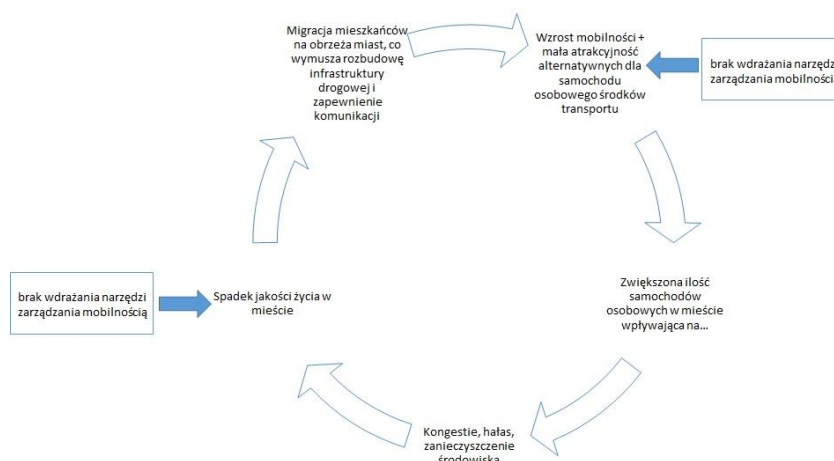 Migracja mieszkańców
na obrzeża miast, co
wymusza rozbudowę
infrastruktury
drogowej i
zapewnienie
komunikacji
Wzrost mobilności +
mała atrakcyjność
alternatywnych dla
samochodu
osobowego środków
transportu
brak wdrażania narzędzi
zarządzania mobilności
Zwiększona ilość
samochodów
osobowych w mieście
wpływająca na...
Kongestie, hałas,
zanieczyszczenie
środowiska
Spadek jakości życia w
mieście
brak wdrażania narzędzi
zarządzania mobilnością